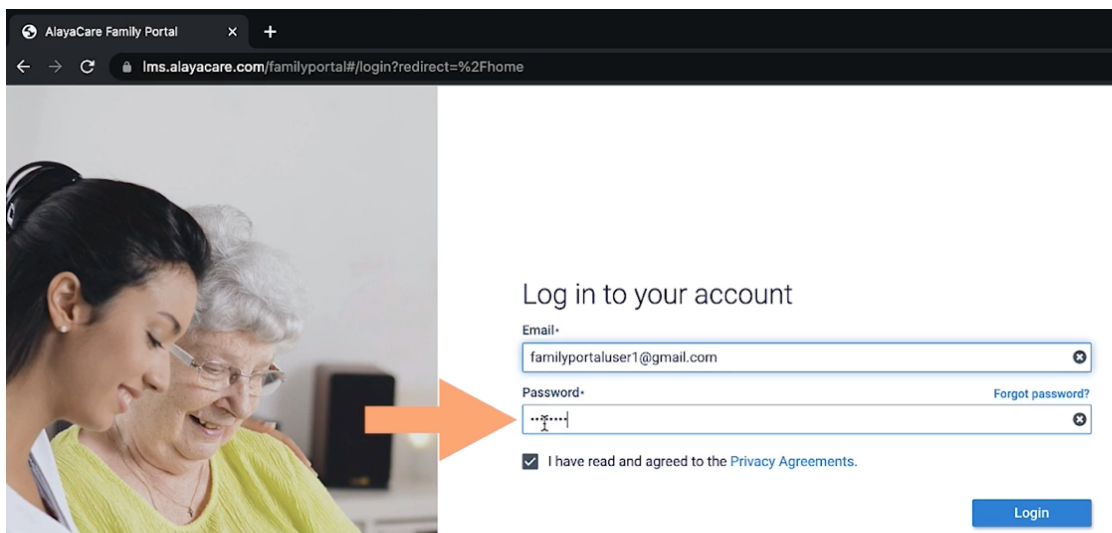 AlayaCare Family Portal
lms.alayacare.com/familyportal#/login?redirect=%2Fhome
Log in to your account
Email*
familyportaluser1@gmail.com
Password*
Forgot password?
I have read and agreed to the Privacy Agreements.
Login